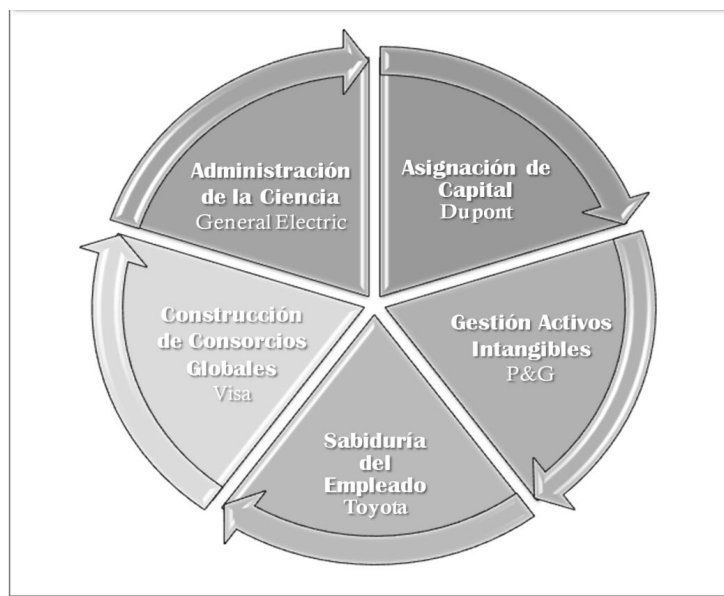 Administración
de la Ciencia
General Electric
Asignación de
Capital
Dupont
Gestión Activos
Intangibles
P&G
Sabiduría
del
Empleado
Toyota
Construcción
de Consorcios
Globales
Visa